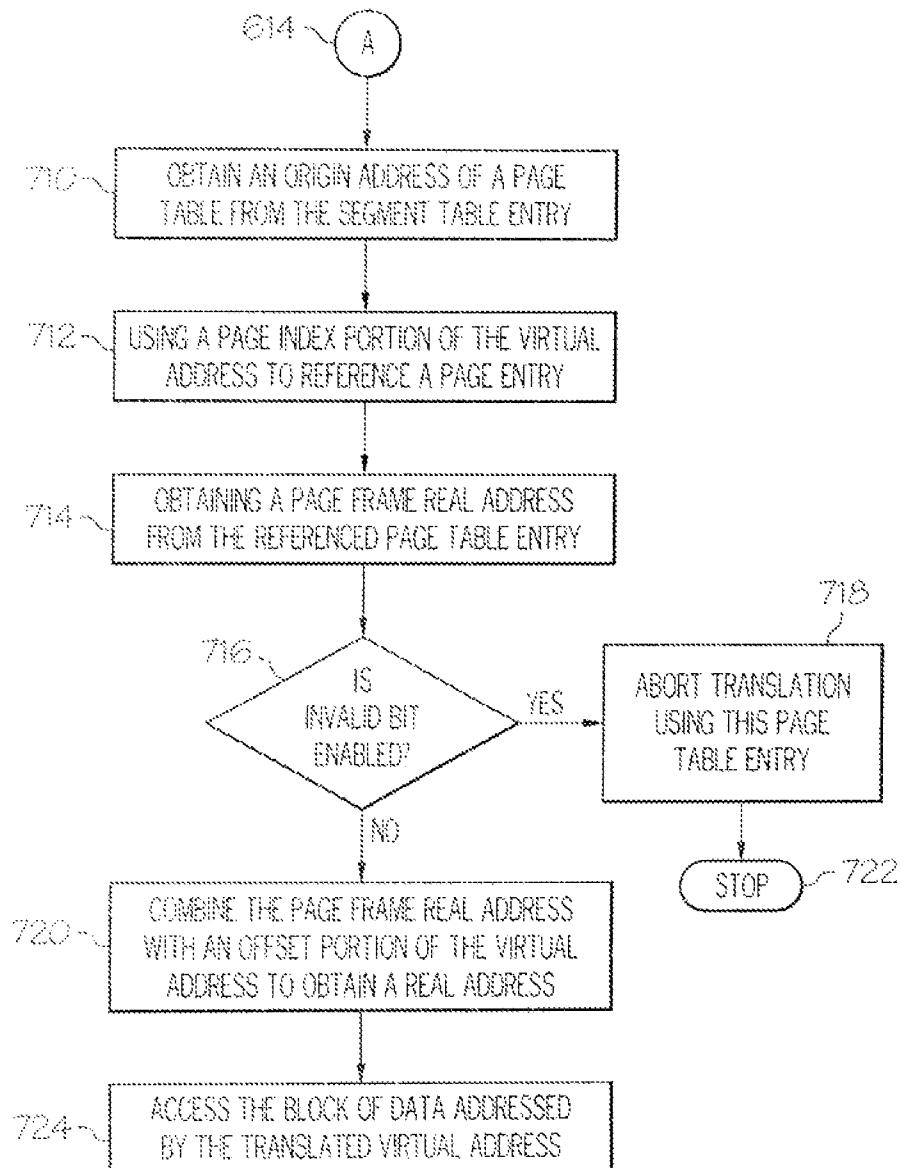 614
A
710
OBTAIN AN ORIGIN ADDRESS OF A PAGE
TABLE FROM THE SEGMENT TABLE ENTRY
712
USING A PAGE INDEX PORTION OF THE VIRTUAL
ADDRESS TO REFERENCE A PAGE ENTRY
714
OBTAINING A PAGE FRAME REAL ADDRESS
FROM THE REFERENCED PAGE TABLE ENTRY
716
IS
INVALID BIT
ENABLED?
YES
718
ABORT TRANSLATION
USING THIS PAGE
TABLE ENTRY
NO
STOP
722
720
COMBINE THE PAGE FRAME REAL ADDRESS
WITH AN OFFSET PORTION OF THE VIRTUAL
ADDRESS TO OBTAIN A REAL ADDRESS
724
ACCESS THE BLOCK OF DATA ADDRESSED
BY THE TRANSLATED VIRTUAL ADDRESS